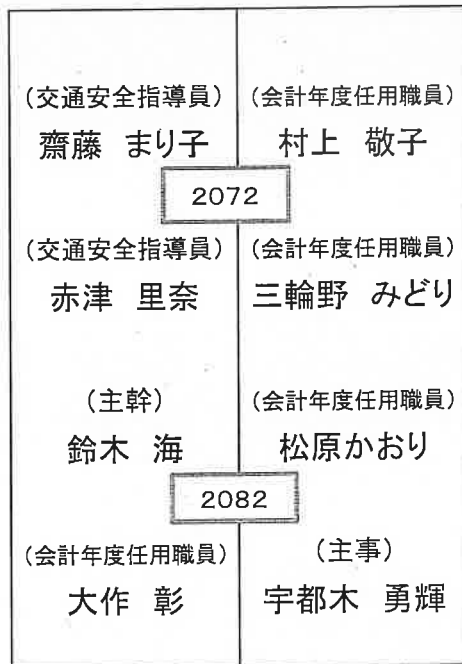 (交通安全指導員) (会計年度任用職員)
齋藤 まり子 村上 敬子
2072
(交通安全指導員) (会計年度任用職員)
赤津 里奈 三輪野 みどり
(主幹) (会計年度任用職員)
鈴木 海 松原かおり
2082
(会計年度任用職員) (主事)
大作 彰 宇都木 勇輝